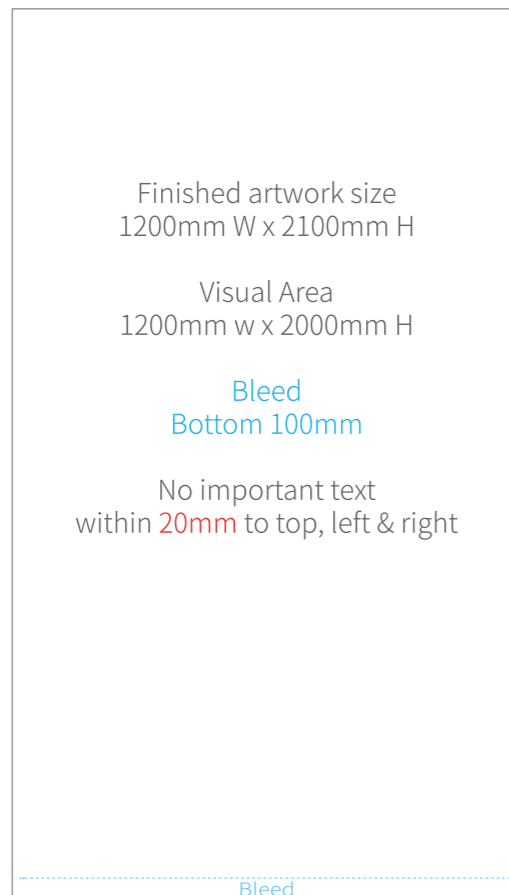 Finished artwork size
1200mm W x 2100mm H
Visual Area
1200mm w x 2000mm H
Bleed
Bottom 100mm
No important text
within 20mm to top, left & right
Bleed